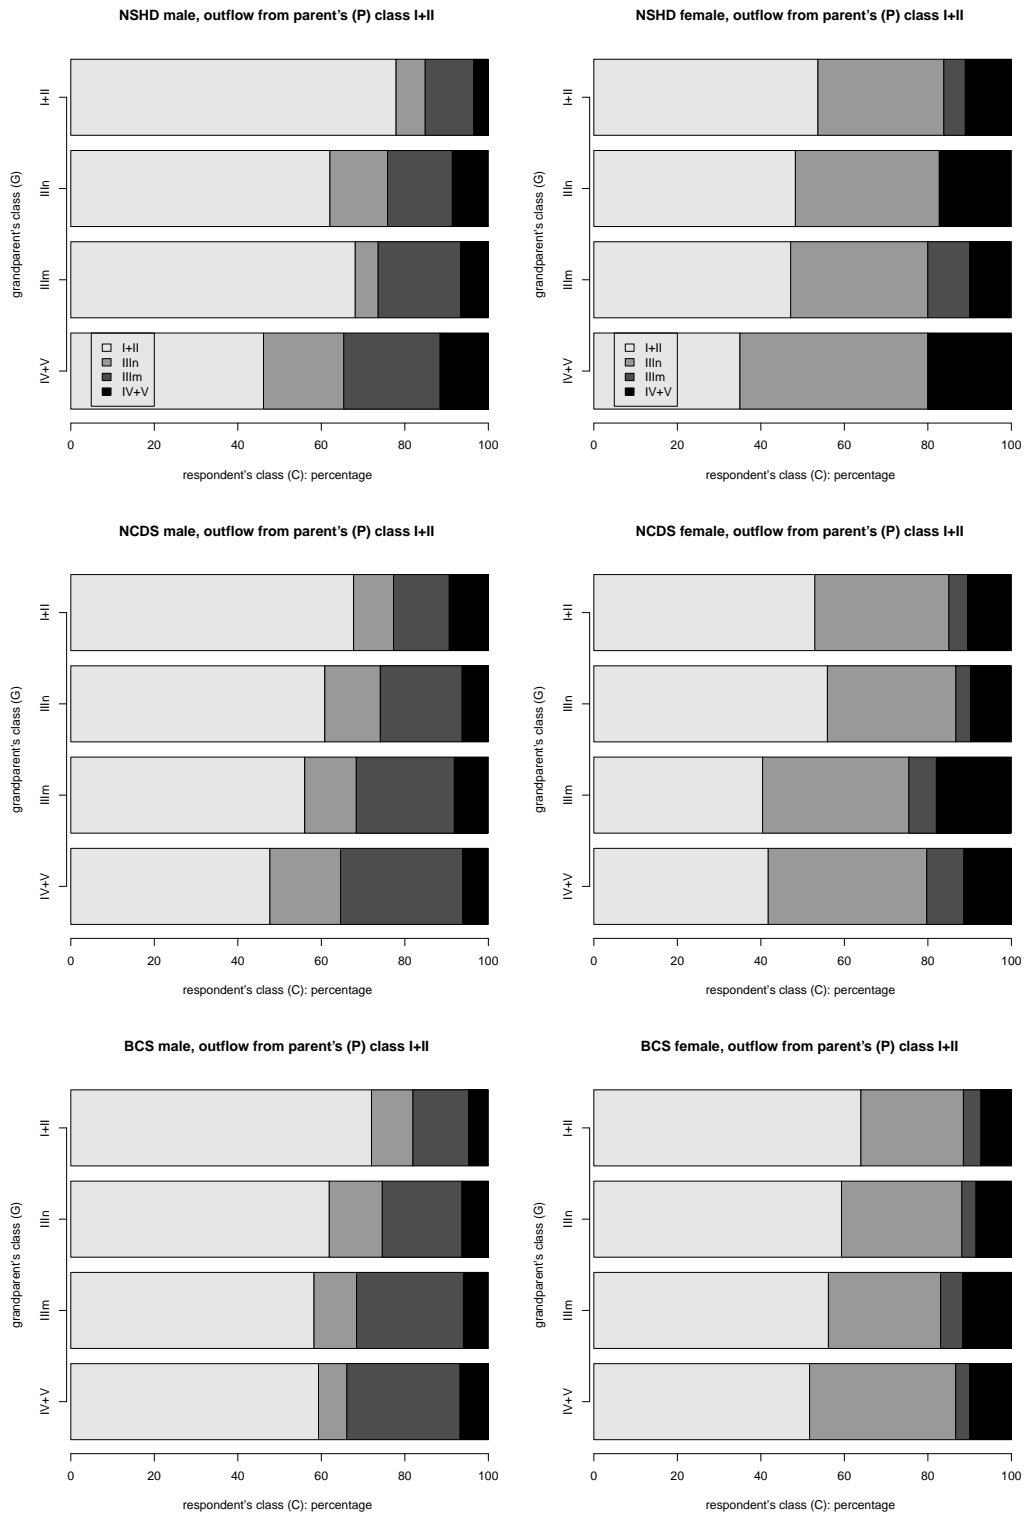 NSHD male, outflow from parent's (P) class I+II
grandparent's class (G)
I+II
IIIn
IIIm
IV+V
I+II
IIIn
IIIm
IV+V
0 20 40 60 80 100
respondent's class (C): percentage
NSHD female, outflow from parent's (P) class I+II
grandparent's class (G)
I+II
IIIn
IIIm
IV+V
I+II
IIIn
IIIm
IV+V
0 20 40 60 80 100
respondent's class (C): percentage
NCDS male, outflow from parent's (P) class I+II
grandparent's class (G)
I+II
IIIn
IIIm
IV+V
0 20 40 60 80 100
respondent's class (C): percentage
NCDS female, outflow from parent's (P) class I+II
grandparent's class (G)
I+II
IIIn
IIIm
IV+V
0 20 40 60 80 100
respondent's class (C): percentage
BCS male, outflow from parent's (P) class I+II
grandparent's class (G)
I+II
IIIn
IIIm
IV+V
0 20 40 60 80 100
respondent's class (C): percentage
BCS female, outflow from parent's (P) class I+II
grandparent's class (G)
I+II
IIIn
IIIm
IV+V
0 20 40 60 80 100
respondent's class (C): percentage